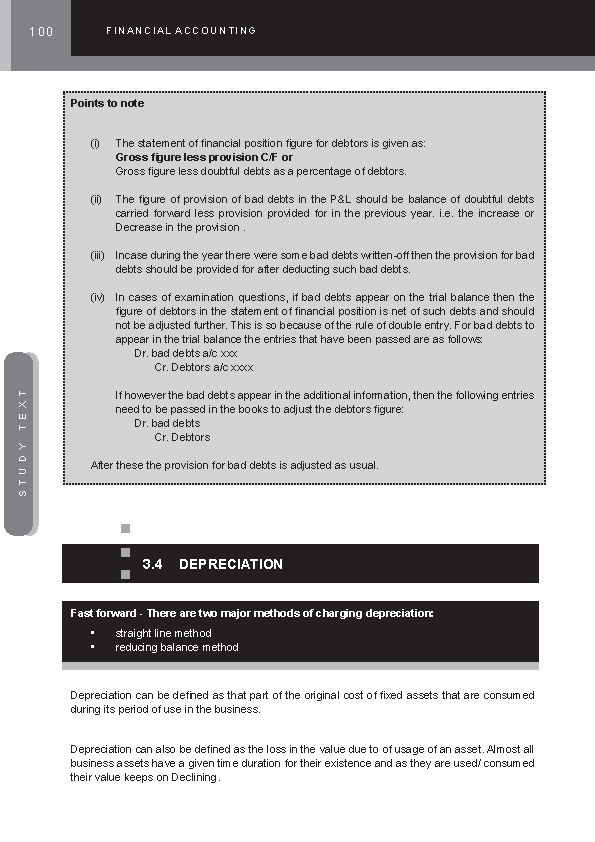 100
FINANCIAL ACCOUNTING
Points to note
(i) The statement of financial position figure for debtors is given as:
Gross figure less provision C/F or
Gross figure less doubtful debts as a percentage of debtors.
(ii) The figure of provision of bad debts in the P&L should be balance of doubtful debts
carried forward less provision provided for in the previous year. i.e. the increase or
Decrease in the provision .
(iii) Incase during the year there were some bad debts written-off then the provision for bad
debts should be provided for after deducting such bad debts.
(iv) In cases of examination questions, if bad debts appear on the trial balance then the
figure of debtors in the statement of financial position is net of such debts and should
not be adjusted further. This is so because of the rule of double entry. For bad debts to
appear in the trial balance the entries that have been passed are as follows:
Dr. bad debts a/c xxx
Cr. Debtors a/c xxxx
If however the bad debts appear in the additional information, then the following entries
need to be passed in the books to adjust the debtors figure:
Dr. bad debts
Cr. Debtors
After these the provision for bad debts is adjusted as usual.
STUDY TEXT
3.4 DEPRECIATION
Fast forward - There are two major methods of charging depreciation:
• straight line method
• reducing balance method
Depreciation can be defined as that part of the original cost of fixed assets that are consumed
during its period of use in the business.
Depreciation can also be defined as the loss in the value due to of usage of an asset. Almost all
business assets have a given time duration for their existence and as they are used/ consumed
their value keeps on Declining.